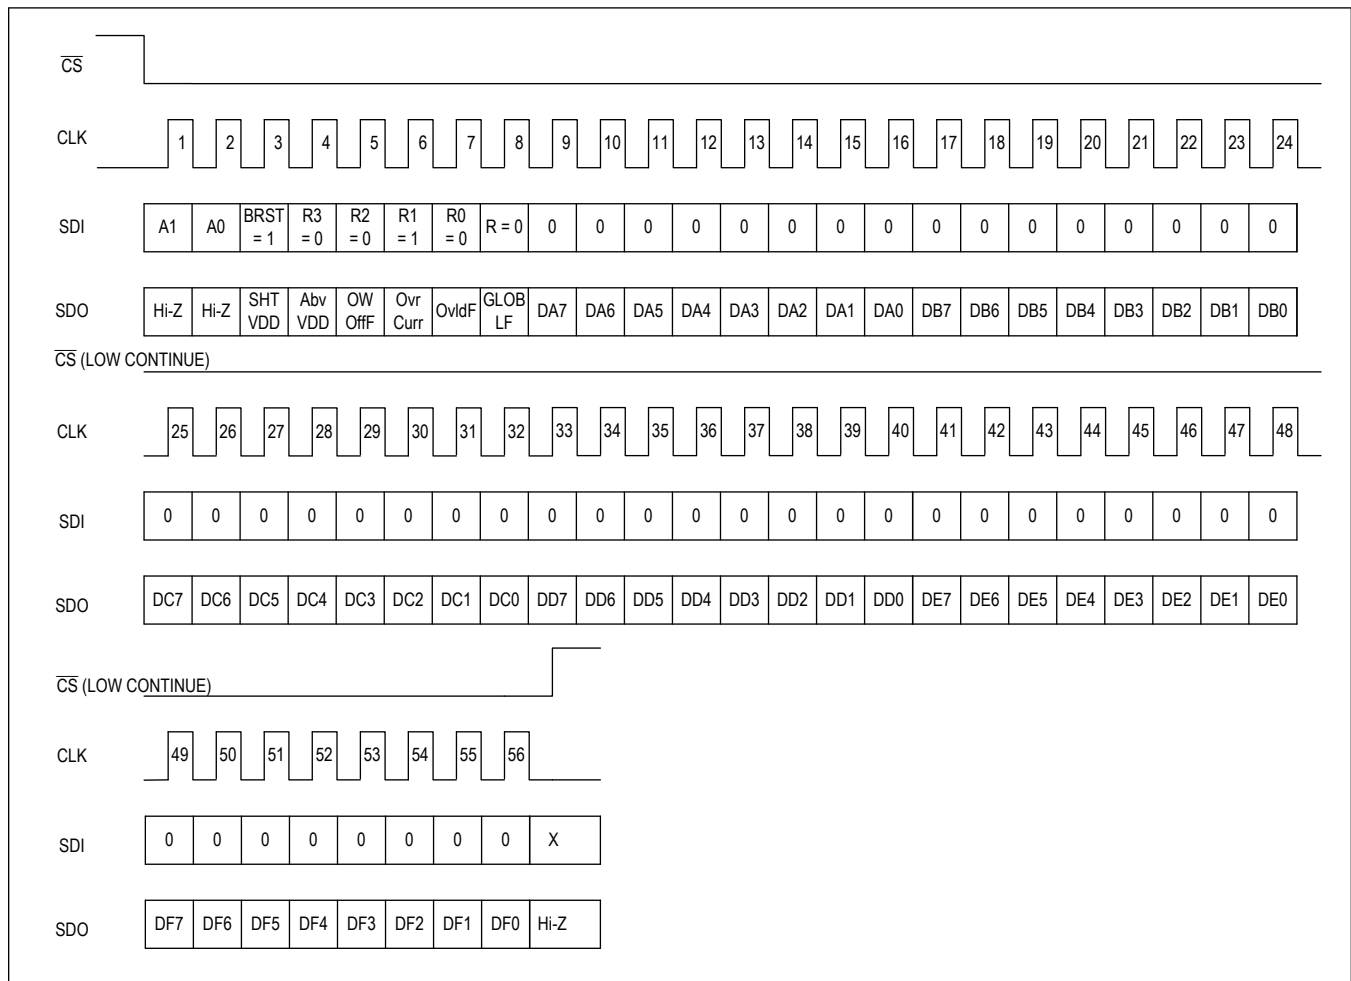 CS
CLK 1 2 3 4 5 6 7 8 9 10 11 12 13 14 15 16 17 18 19 20 21 22 23 24
SDI A1 A0 BRST = 1 R3 = 0 R2 = 0 R1 = 1 R0 = 0 R = 0 0 0 0 0 0 0 0 0 0 0 0 0 0 0 0 0
SDO Hi-Z Hi-Z SHT VDD Abv VDD OW OffF Ovr Curr OvldF GLOB LF DA7 DA6 DA5 DA4 DA3 DA2 DA1 DA0 DB7 DB6 DB5 DB4 DB3 DB2 DB1 DB0
CS (LOW CONTINUE)
CLK 25 26 27 28 29 30 31 32 33 34 35 36 37 38 39 40 41 42 43 44 45 46 47 48
SDI 0 0 0 0 0 0 0 0 0 0 0 0 0 0 0 0 0 0 0 0 0 0 0 0
SDO DC7 DC6 DC5 DC4 DC3 DC2 DC1 DC0 DD7 DD6 DD5 DD4 DD3 DD2 DD1 DD0 DE7 DE6 DE5 DE4 DE3 DE2 DE1 DE0
CS (LOW CONTINUE)
CLK 49 50 51 52 53 54 55 56
SDI 0 0 0 0 0 0 0 0 X
SDO DF7 DF6 DF5 DF4 DF3 DF2 DF1 DF0 Hi-Z